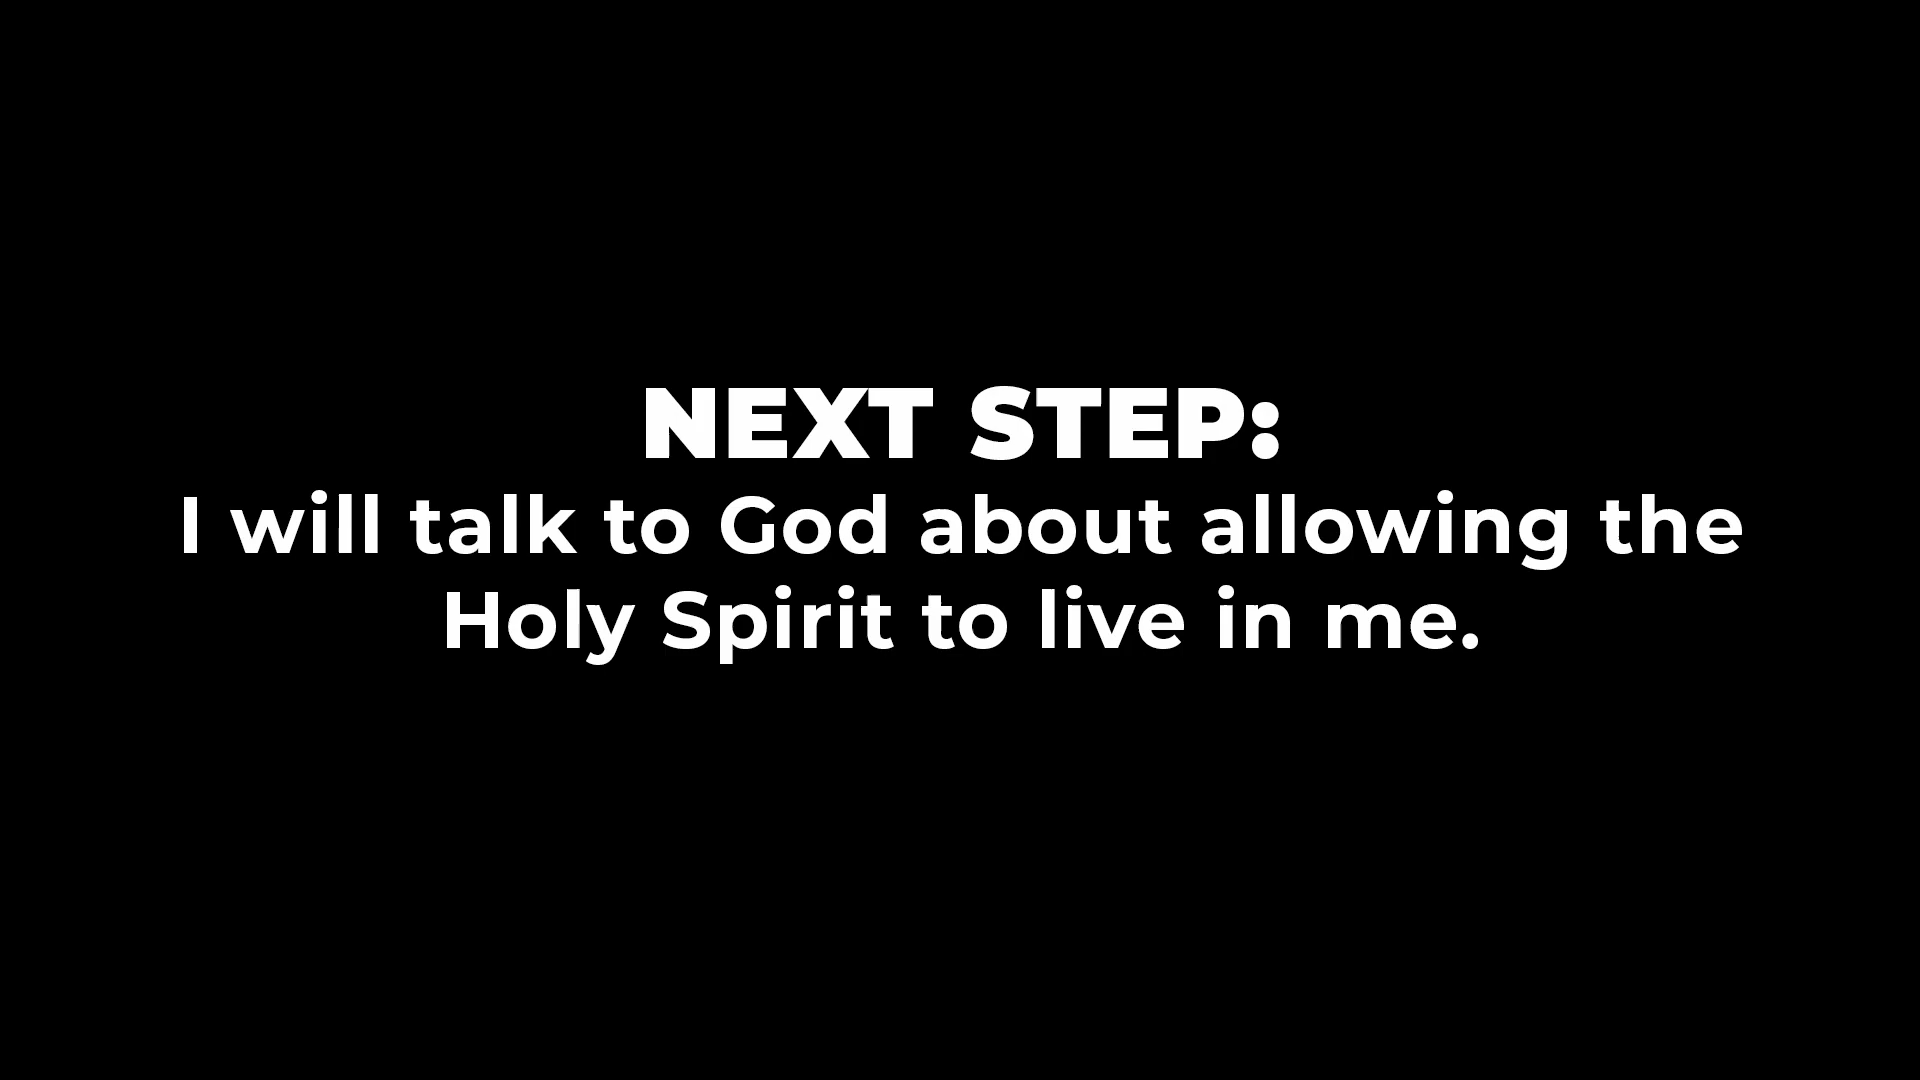 NEXT STEP:
I will talk to God about allowing the
Holy Spirit to live in me.